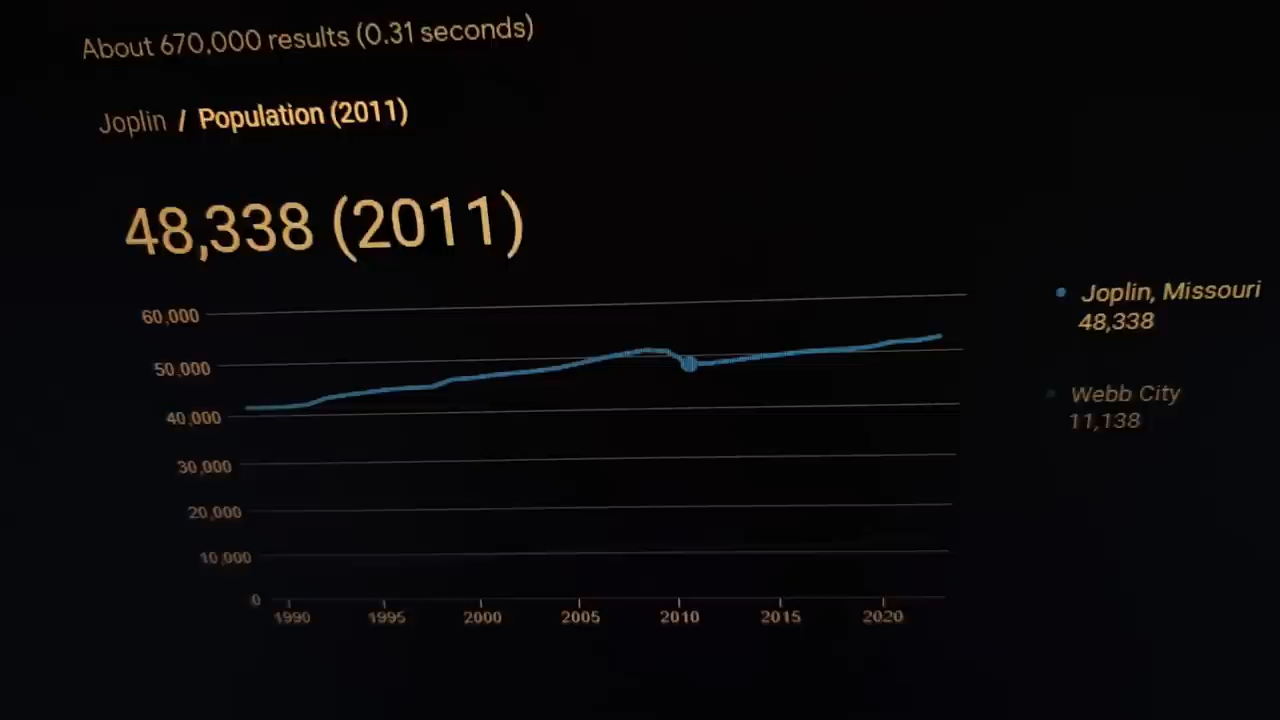 About 670,000 results (0.31 seconds)
Joplin / Population (2011)
48,338 (2011)
60,000
50,000
40,000
30,000
20,000
10,000
0
1990 1995 2000 2005 2010 2015 2020
Joplin, Missouri
48,338
Webb City
11,138